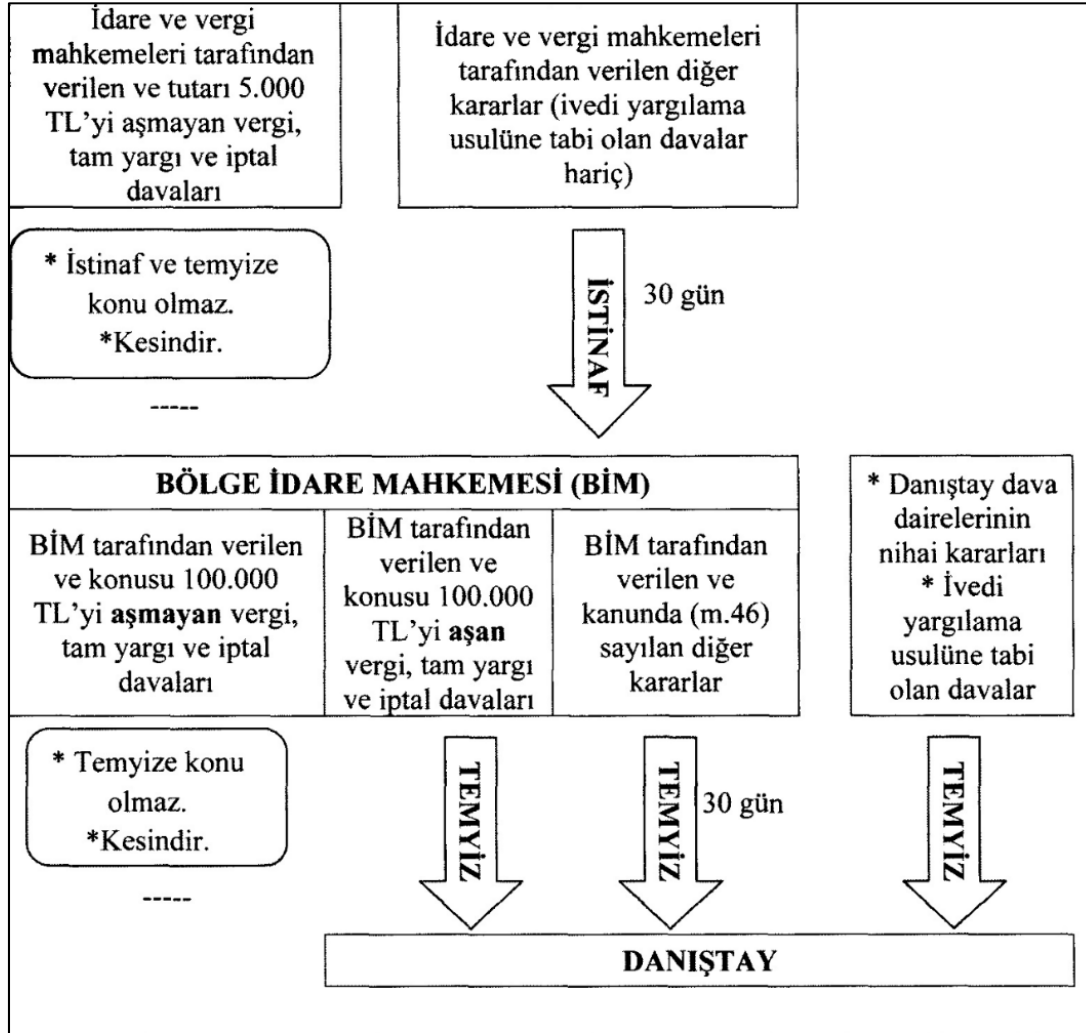 İdare ve vergi
mahkemeleri tarafından
verilen ve tutarı 5.000
TL'yi aşmayan vergi,
tam yargı ve iptal
davaları
İdare ve vergi mahkemeleri
tarafından verilen diğer
kararlar (ivedi yargılama
usulüne tabi olan davalar
hariç)
* İstinaf ve temyize
konu olmaz.
*Kesindir.
-----
İSTİNAF
30 gün
BÖLGE İDARE MAHKEMESİ (BİM)
BİM tarafından verilen
ve konusu 100.000
TL'yi aşmayan vergi,
tam yargı ve iptal
davaları
BİM tarafından
verilen ve
konusu 100.000
TL'yi aşan
vergi, tam yargı
ve iptal davaları
BİM tarafından
verilen ve
kanunda (m.46)
sayılan diğer
kararlar
* Danıştay dava
dairelerinin
nihai kararları
* İvedi
yargılama
usulüne tabi
olan davalar
* Temyize konu
olmaz.
*Kesindir.
-----
TEMYİZ
TEMYİZ
30 gün
TEMYİZ
DANIŞTAY